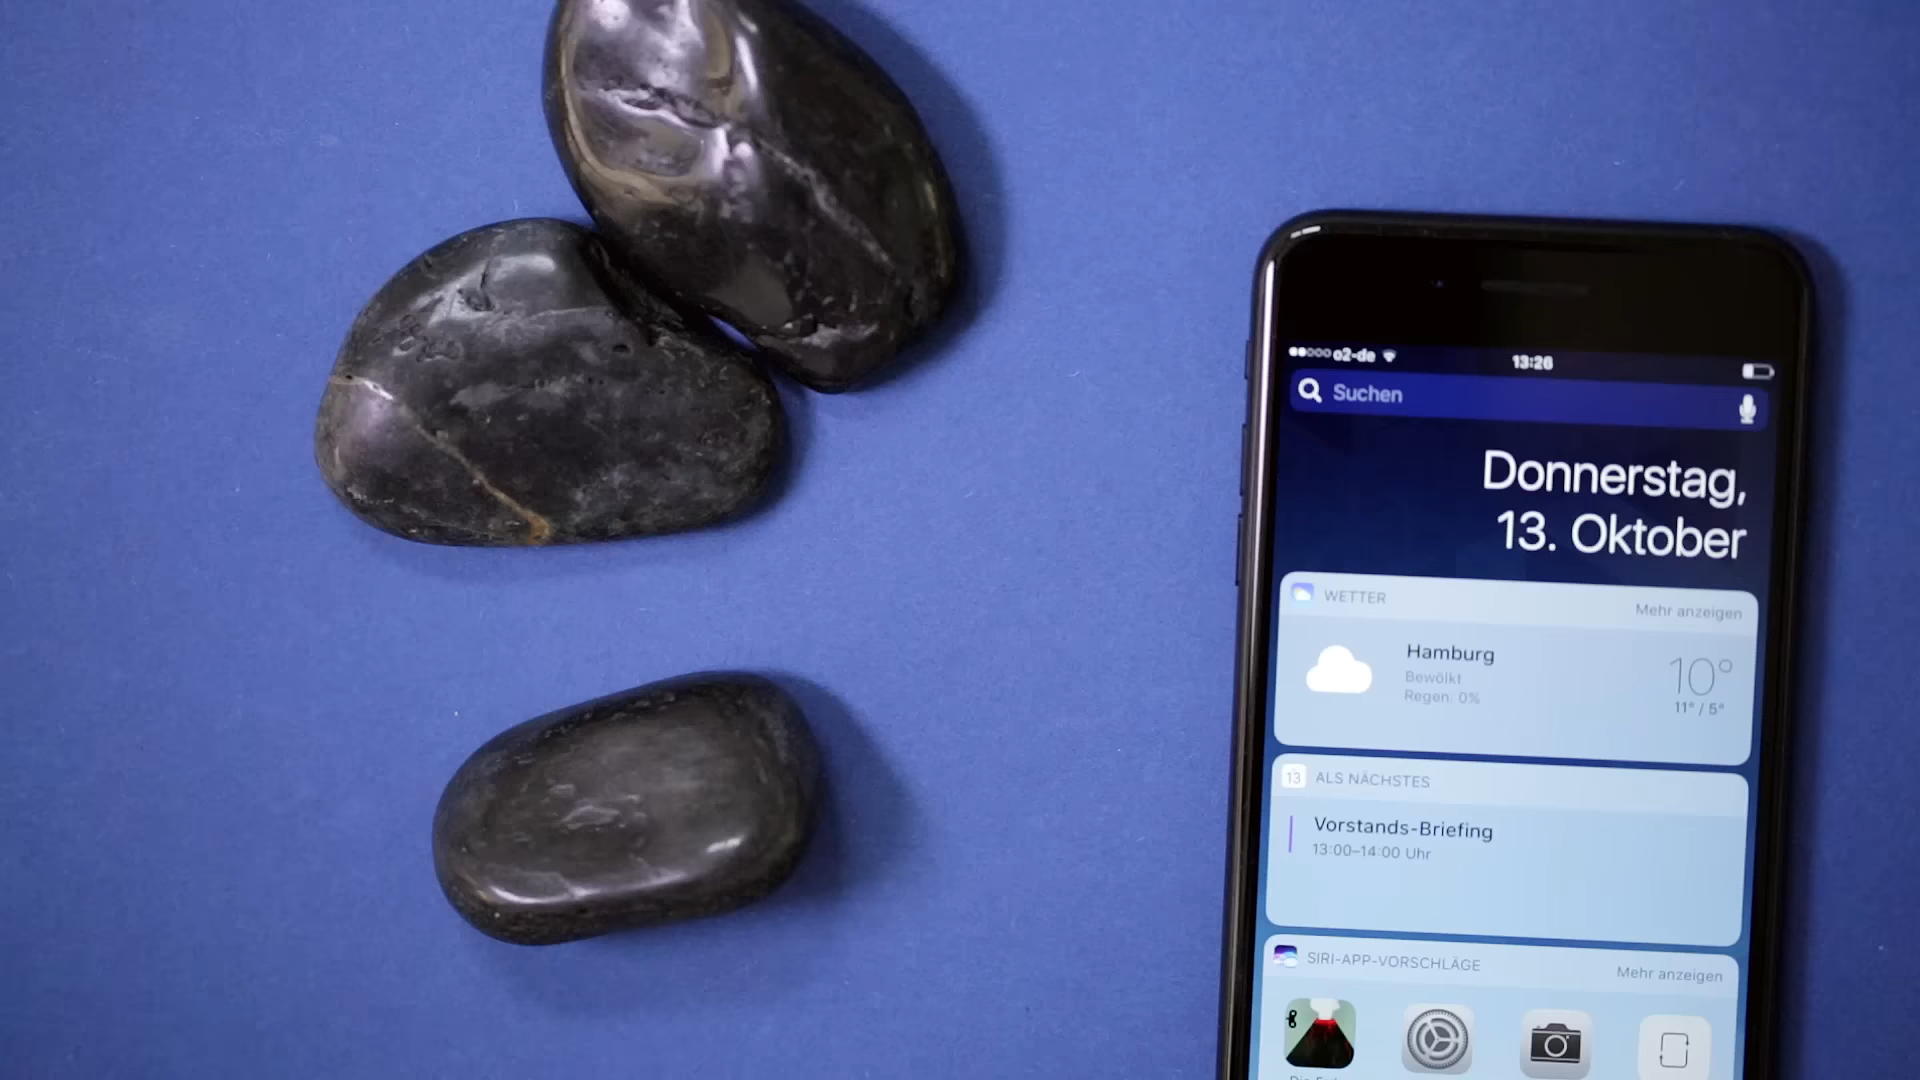 o2-de 13:26
Suchen
Donnerstag,
13. Oktober
WETTER Mehr anzeigen
Hamburg
Bewölkt
Regen: 0%
10°
11° / 5°
13 ALS NÄCHSTES
Vorstands-Briefing
13:00–14:00 Uhr
SIRI-APP-VORSCHLÄGE Mehr anzeigen